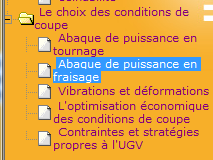 Le choix des conditions de
coupe
Abaque de puissance en
tournage
Abaque de puissance en
fraisage
Vibrations et déformations
L'optimisation économique
des conditions de coupe
Contraintes et stratégies
propres à l'UGV